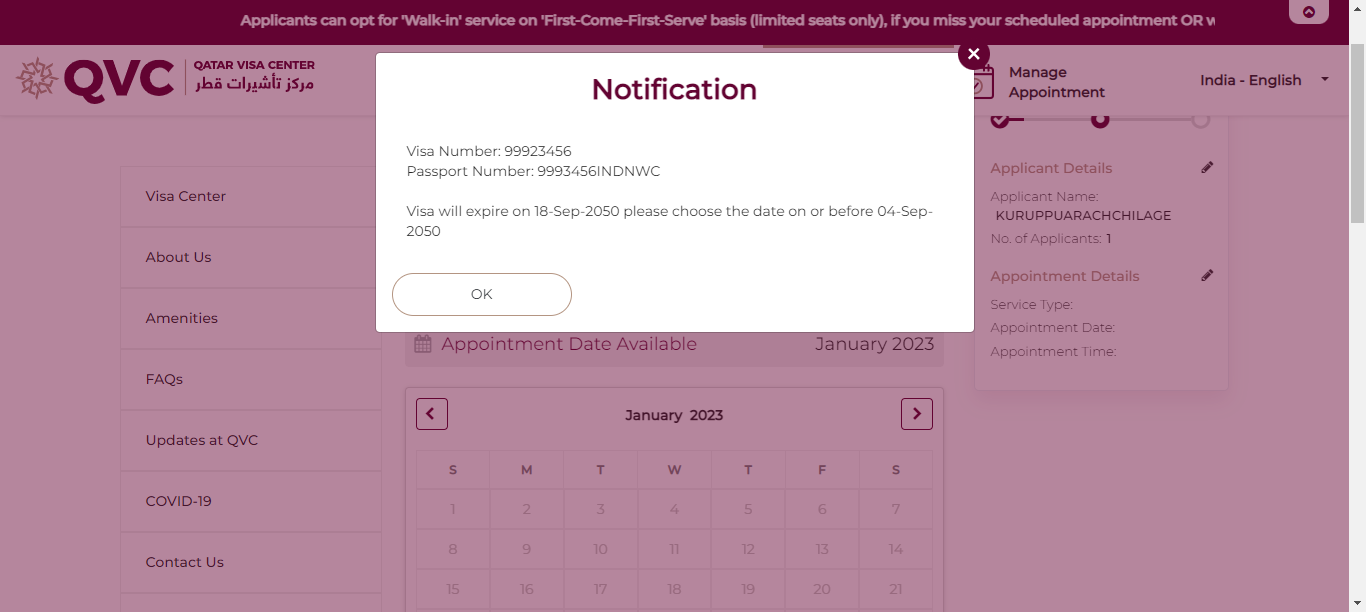 Applicants can opt for 'Walk-in' service on 'First-Come-First-Serve' basis (limited seats only), if you miss your scheduled appointment OR w
QVC
QATAR VISA CENTER
مركز تأشيرات قطر
Manage
Appointment
India - English
Notification
Visa Number: 99923456
Passport Number: 9993456INDNWC
Visa will expire on 18-Sep-2050 please choose the date on or before 04-Sep-
2050
OK
Visa Center
About Us
Amenities
FAQs
Updates at QVC
COVID-19
Contact Us
Appointment Date Available January 2023
January 2023
S M T W T F S
1 2 3 4 5 6 7
8 9 10 11 12 13 14
15 16 17 18 19 20 21
Applicant Details
Applicant Name:
KURUPPUARACHCHILAGE
No. of Applicants: 1
Appointment Details
Service Type:
Appointment Date:
Appointment Time: